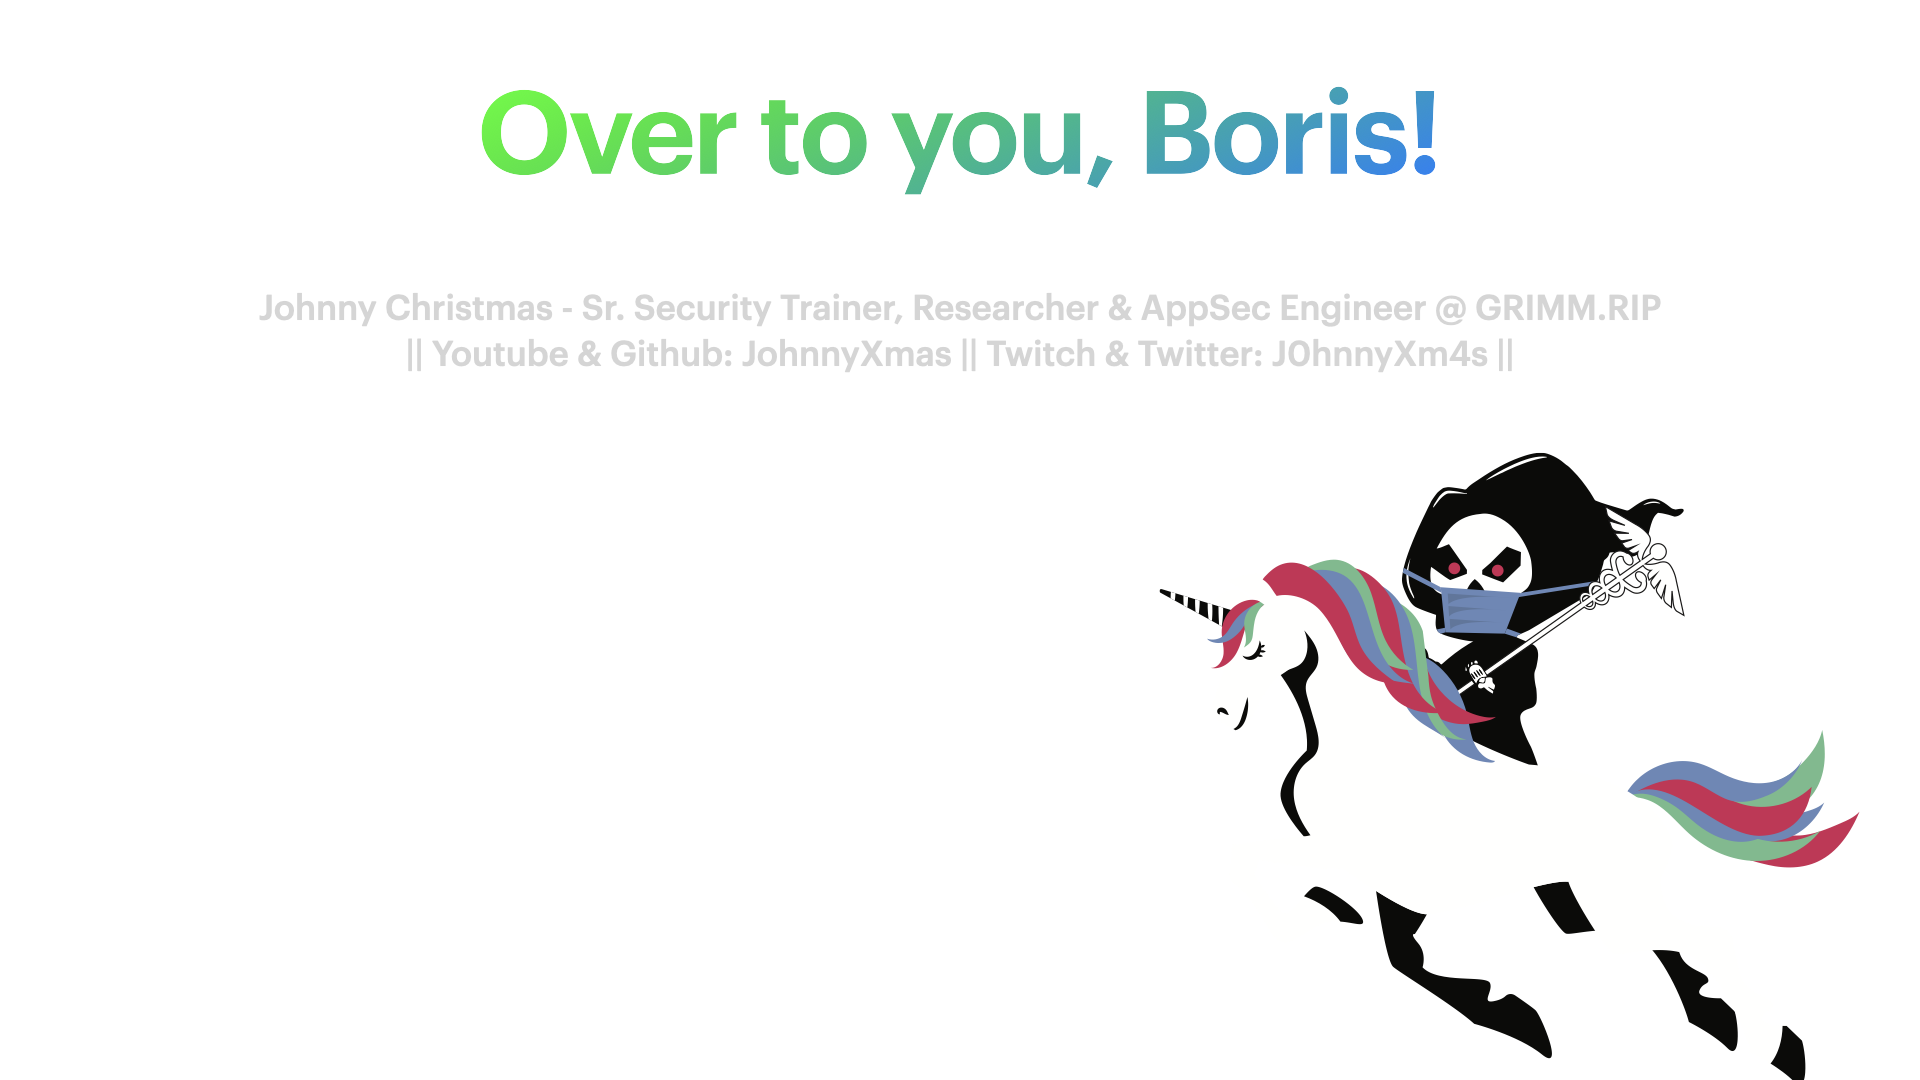 Over to you, Boris!
Johnny Christmas - Sr. Security Trainer, Researcher & AppSec Engineer @ GRIMM.RIP
|| Youtube & Github: JohnnyXmas || Twitch & Twitter: J0hnnyXm4s ||